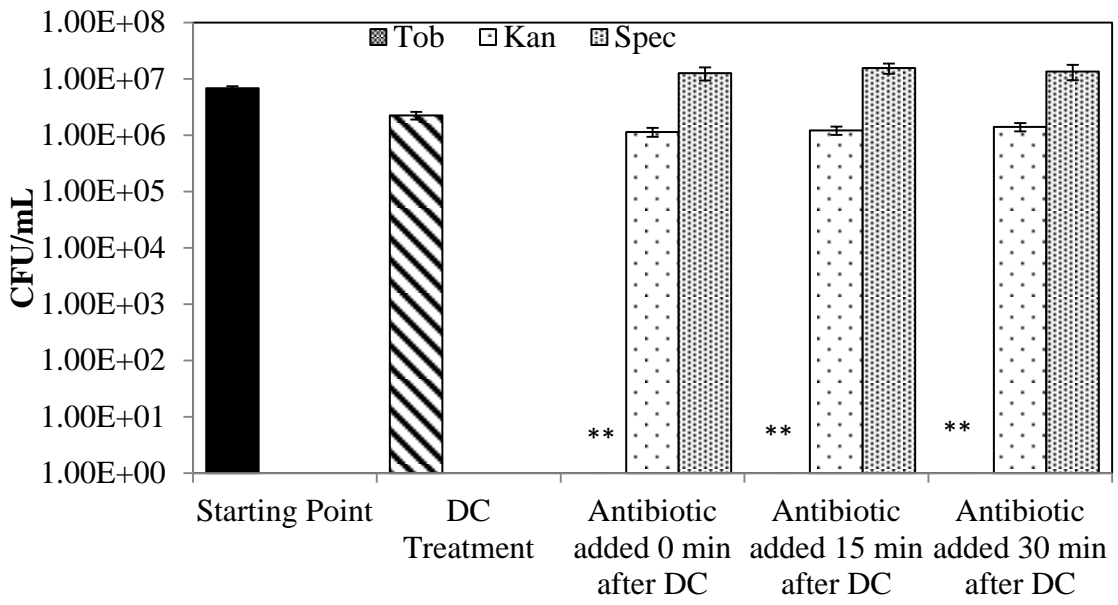 1.00E+08
1.00E+07
1.00E+06
1.00E+05
1.00E+04
1.00E+03
1.00E+02
1.00E+01
1.00E+00
CFU/mL
Tob Kan Spec
** ** **
Starting Point
DC
Treatment
Antibiotic
added 0 min
after DC
Antibiotic
added 15 min
after DC
Antibiotic
added 30 min
after DC